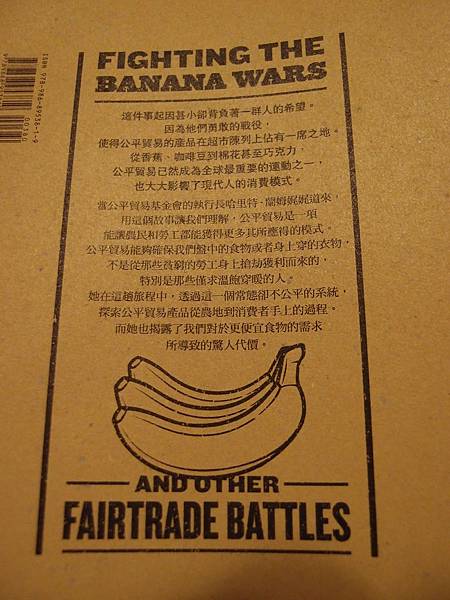 FIGHTING THE
BANANA WARS
這件事起因甚小卻背負著一群人的希望。
因為他們勇敢的戰役,
使得公平貿易的產品在超市陳列上佔有一席之地。
從香蕉、咖啡豆到棉花甚至巧克力,
公平貿易已然成為全球最重要的運動之一,
也大大影響了現代人的消費模式。
當公平貿易基金會的執行長哈里特·蘭姆娓娓道來,
用這個故事讓我們理解,公平貿易是一項
能讓農民和勞工都能獲得更多其所應得的模式。
公平貿易能夠確保我們盤中的食物或者身上穿的衣物,
不是從那些貧窮的勞工身上搶劫獲利而來的,
特別是那些僅求溫飽穿暖的人。
她在這趟旅程中,透過這一個常態卻不公平的系統,
探索公平貿易產品從農地到消費者手上的過程。
而她也揭露了我們對於更便宜食物的需求
所導致的驚人代價。
AND OTHER
FAIRTRADE BATTLES
ISBN 978-986-89536-1-9
00390